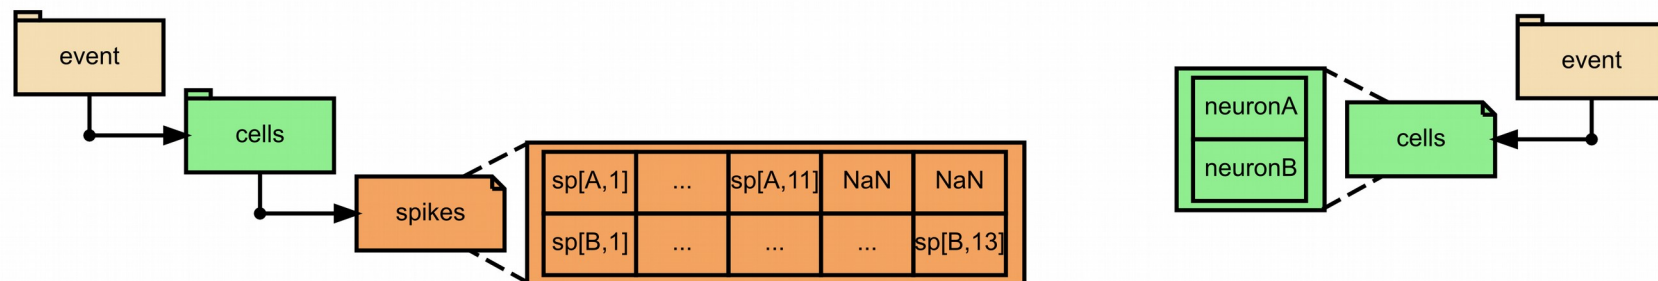 event
cells
spikes
sp[A,1] ... sp[A,11] NaN NaN
sp[B,1] ... ... ... sp[B,13]
neuronA
neuronB
cells
event